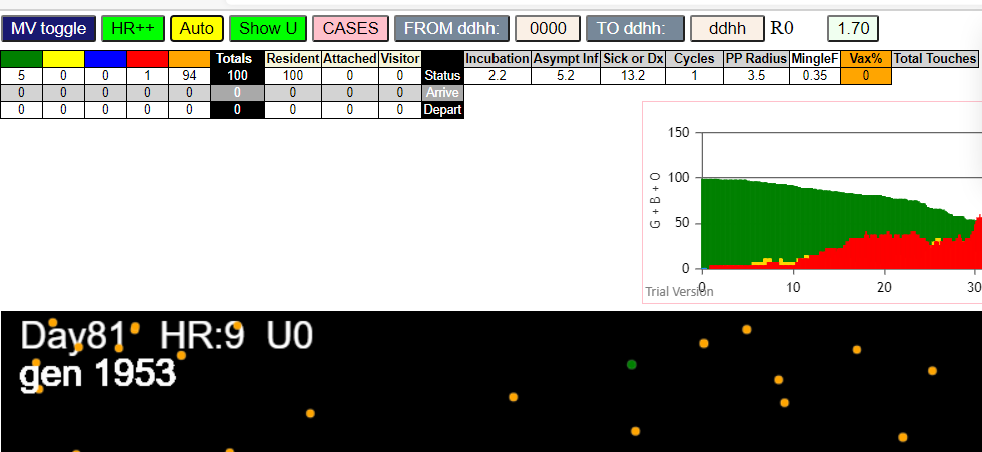 MV toggle HR++ Auto Show U CASES FROM ddhh: 0000 TO ddhh: ddhh R0 1.70
Totals Resident Attached Visitor Incubation Asympt Inf Sick or Dx Cycles PP Radius MingleF Vax% Total Touches
5 0 0 1 94 100 100 0 0 Status 2.2 5.2 13.2 1 3.5 0.35 0
0 0 0 0 0 0 0 0 0 Arrive
0 0 0 0 0 0 0 0 0 Depart
150
100
50
0
G + B + O
0 10 20 30
Trial Version
Day81 HR:9 U0
gen 1953